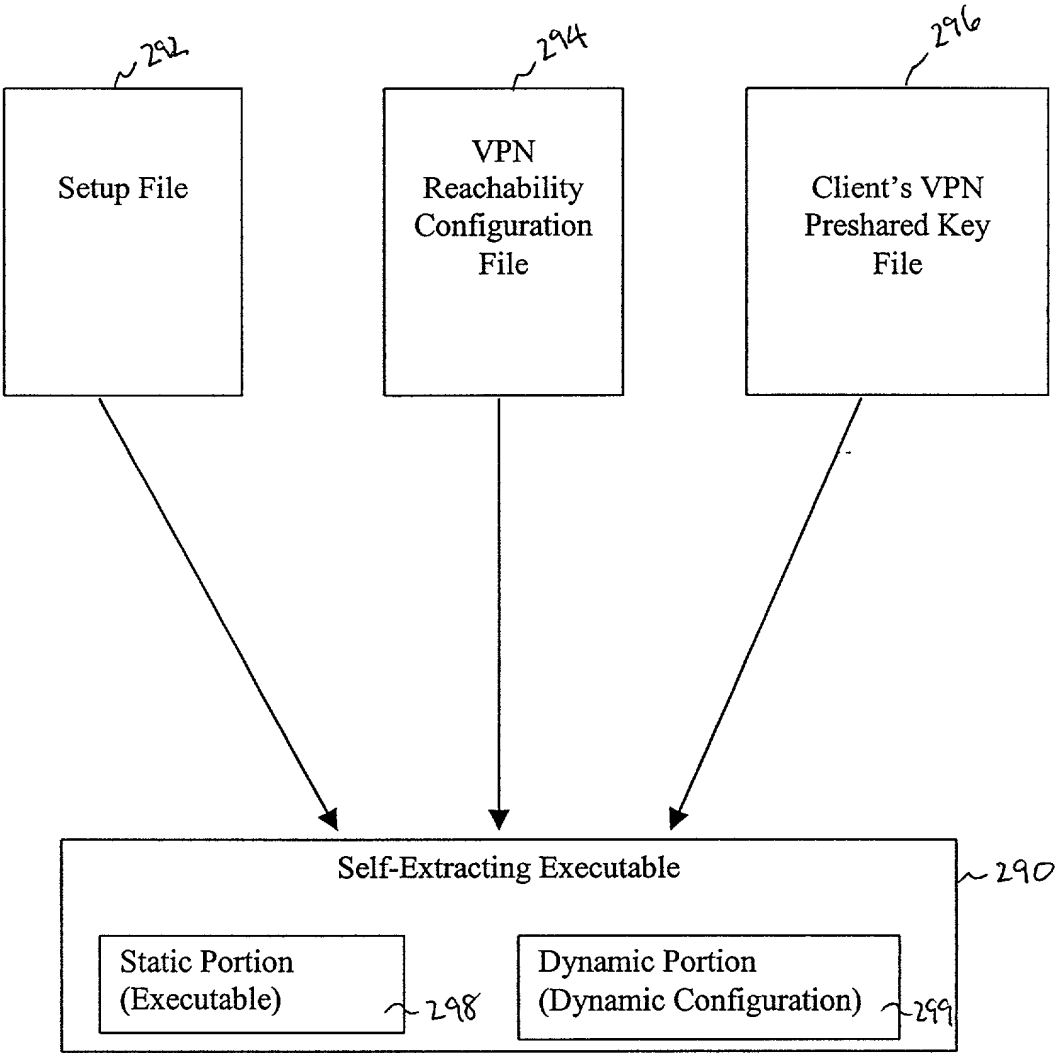 292
294
296
Setup File
VPN
Reachability
Configuration
File
Client's VPN
Preshared Key
File
Self-Extracting Executable
290
Static Portion
(Executable)
298
Dynamic Portion
(Dynamic Configuration)
299